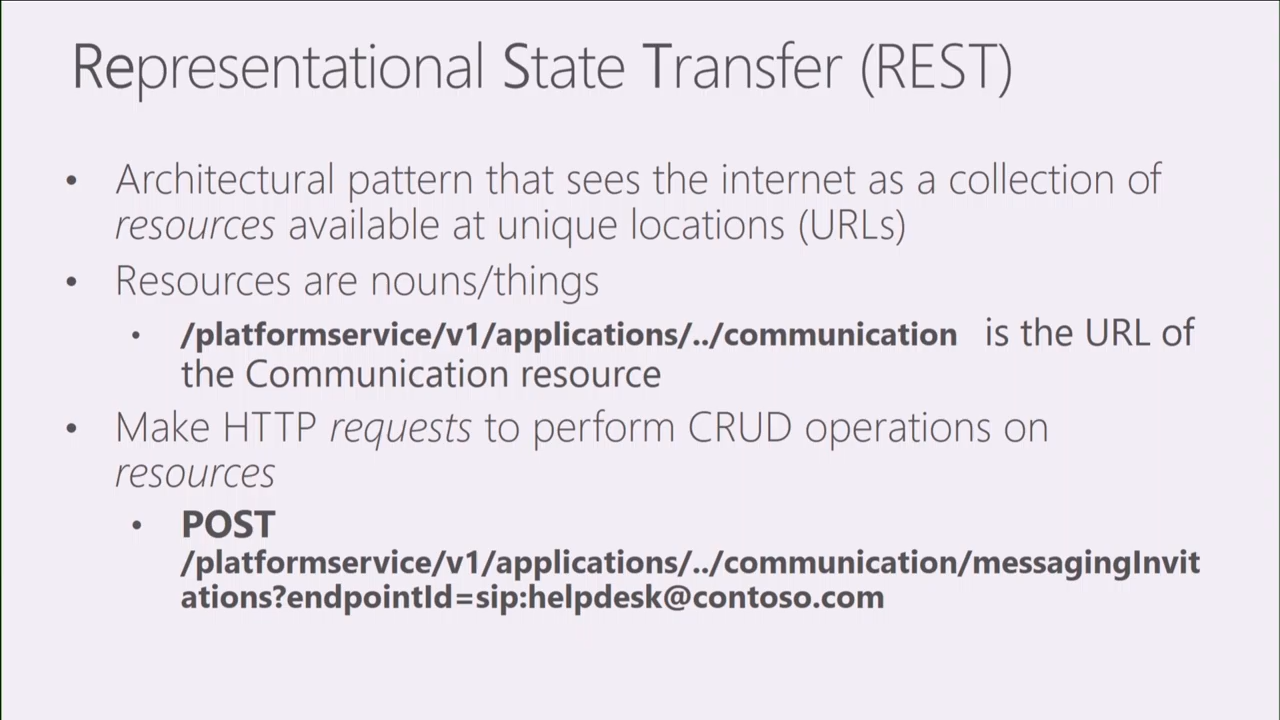 Representational State Transfer (REST)
• Architectural pattern that sees the internet as a collection of
resources available at unique locations (URLs)
• Resources are nouns/things
• /platformservice/v1/applications/../communication is the URL of
the Communication resource
• Make HTTP requests to perform CRUD operations on
resources
• POST
/platformservice/v1/applications/../communication/messagingInvit
ations?endpointId=sip:helpdesk@contoso.com